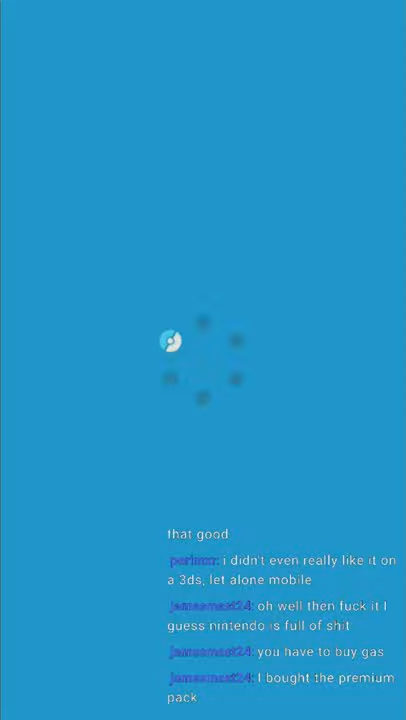 that good
: i didn't even really like it on
a 3ds, let alone mobile
jamesmast24: oh well then fuck it I
guess nintendo is full of shit
jamesmast24: you have to buy gas
jamesmast24: I bought the premium
pack